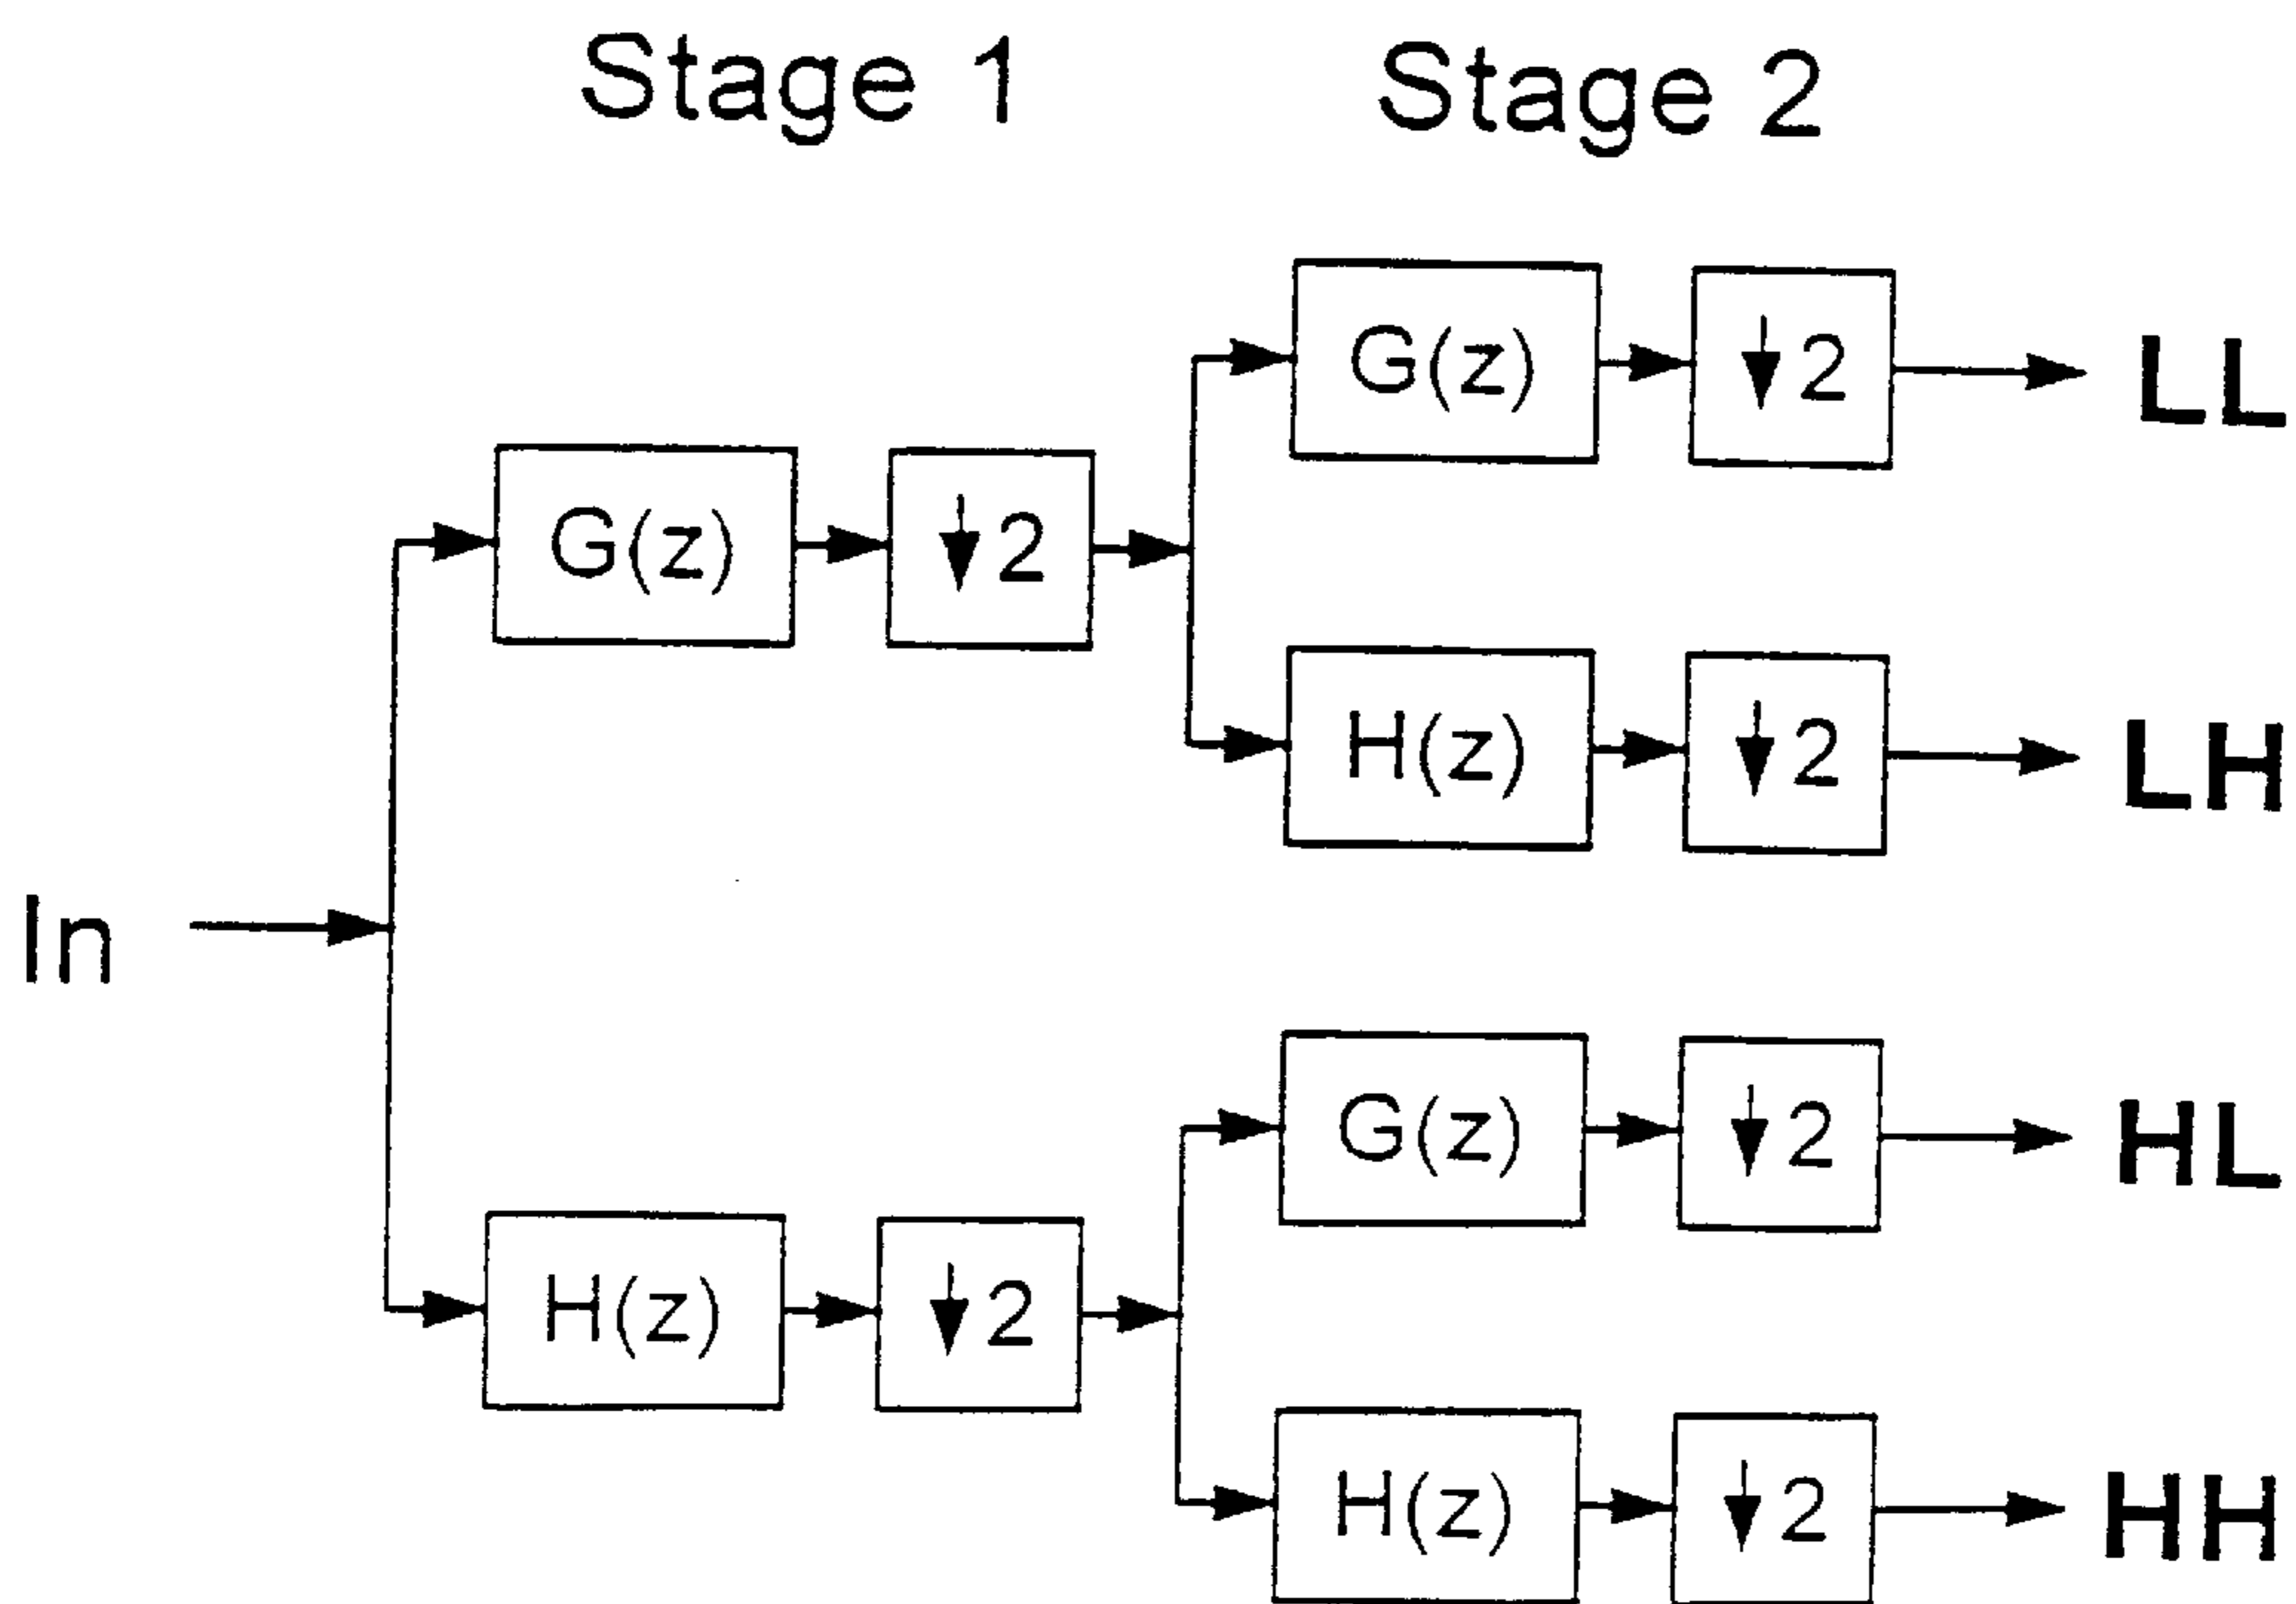 Stage 1 Stage 2
G(z) ↓2 LL
G(z) ↓2
H(z) ↓2 LH
In
G(z) ↓2 HL
H(z) ↓2
H(z) ↓2 HH